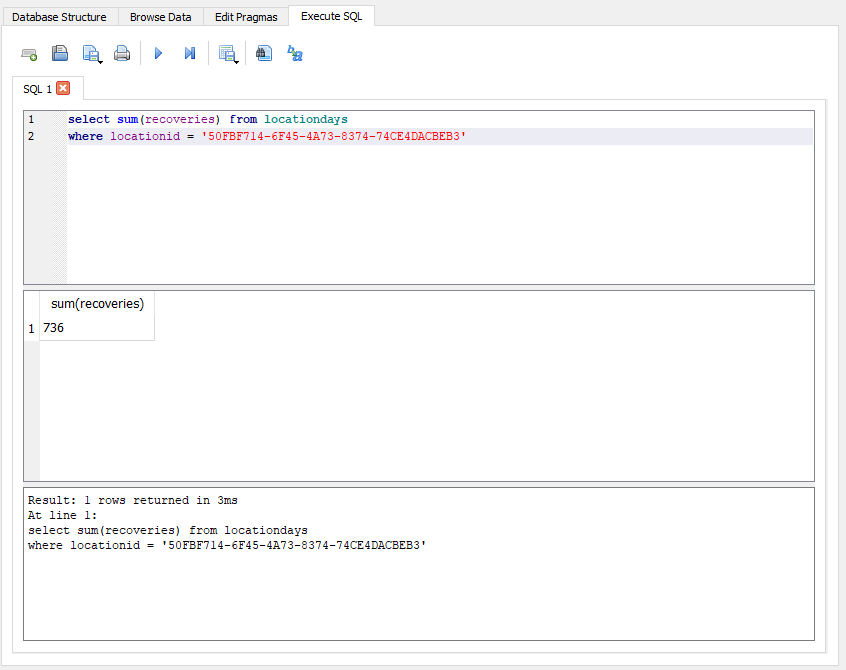 Database Structure Browse Data Edit Pragmas Execute SQL
SQL 1
1 select sum(recoveries) from locationdays
2 where locationid = '50FBF714-6F45-4A73-8374-74CE4DACBEB3'
sum(recoveries)
1 736
Result: 1 rows returned in 3ms
At line 1:
select sum(recoveries) from locationdays
where locationid = '50FBF714-6F45-4A73-8374-74CE4DACBEB3'